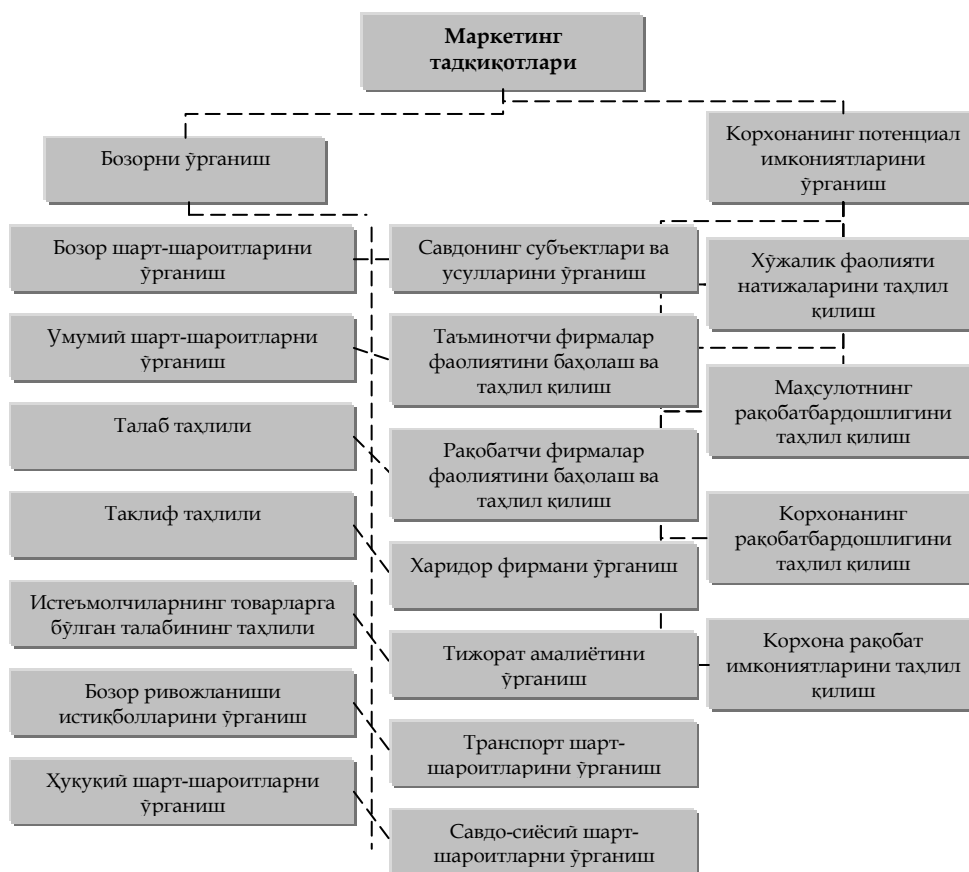 Маркетинг
тадқиқотлари
Бозорни ўрганиш
Корхонанинг потенциал
имкониятларини
ўрганиш
Бозор шарт-шароитларини
ўрганиш
Умумий шарт-шароитларни
ўрганиш
Талаб таҳлили
Таклиф таҳлили
Истеъмолчиларнинг товарларга
бўлган талабининг таҳлили
Бозор ривожланиши
истиқболларини ўрганиш
Ҳуқуқий шарт-шароитларни
ўрганиш
Савдонинг субъектлари ва
усулларини ўрганиш
Таъминотчи фирмалар
фаолиятини баҳолаш ва
таҳлил қилиш
Рақобатчи фирмалар
фаолиятини баҳолаш ва
таҳлил қилиш
Харидор фирмани ўрганиш
Тижорат амалиётини
ўрганиш
Транспорт шарт-
шароитларини ўрганиш
Савдо-сиёсий шарт-
шароитларни ўрганиш
Хўжалик фаолияти
натижаларини таҳлил
қилиш
Маҳсулотнинг
рақобатбардошлигини
таҳлил қилиш
Корхонанинг
рақобатбардошлигини
таҳлил қилиш
Корхона рақобат
имкониятларини таҳлил
қилиш